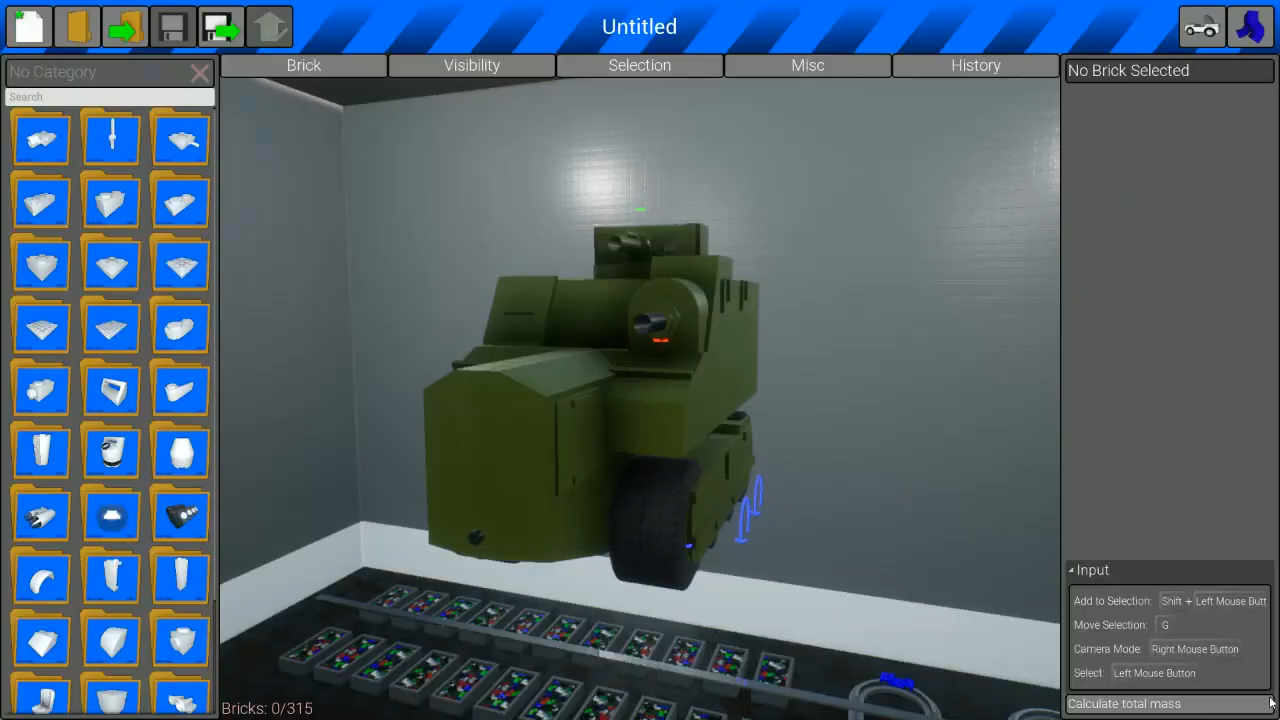 Untitled
No Category
Search
Brick
Visibility
Selection
Misc
History
No Brick Selected
Input
Add to Selection: Shift + Left Mouse Butt
Move Selection: G
Camera Mode: Right Mouse Button
Select: Left Mouse Button
Calculate total mass
Bricks: 0/315